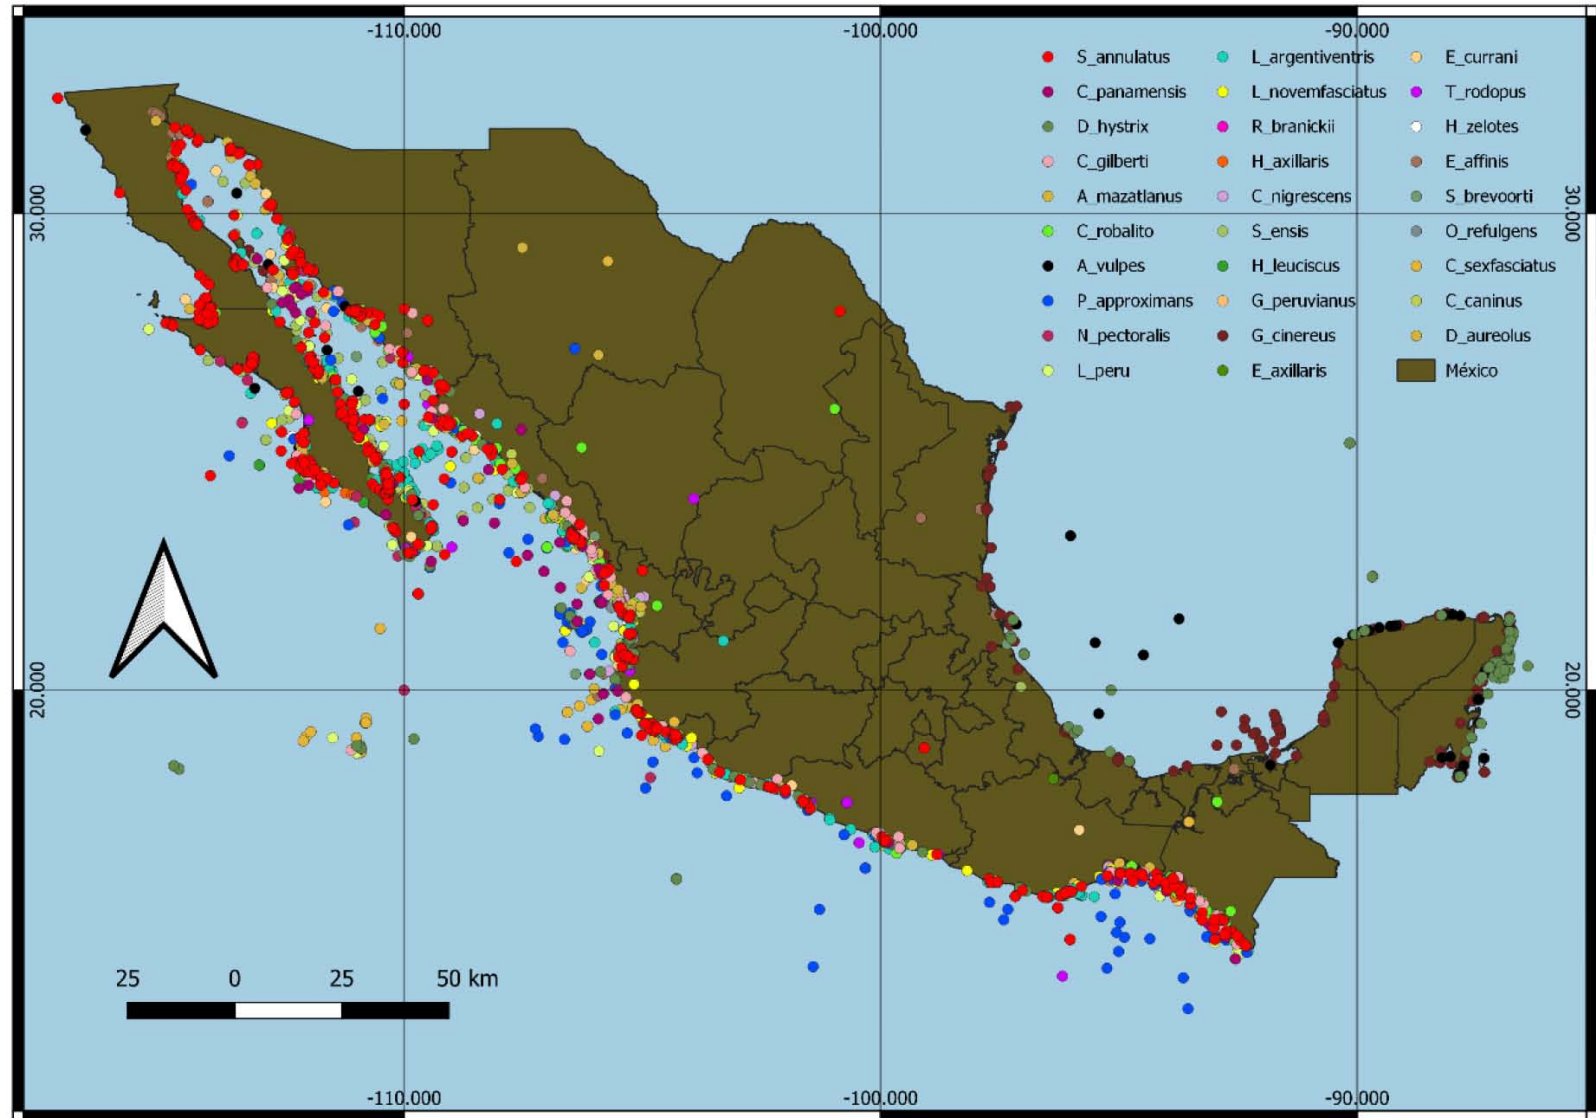 -110.000 -100.000 -90.000
S_annulatus L_argentiventris E_currani
C_panamensis L_novemfasciatus T_rodopus
D_hystrix R_branickii H_zelotes
C_gilberti H_axillaris E_affinis
A_mazatlanus C_nigrescens S_brevoorti
C_robalito S_ensis O_refulgens
A_vulpes H_leuciscus C_sexfasciatus
P_approximans G_peruvianus C_caninus
N_pectoralis G_cinereus D_aureolus
L_peru E_axillaris México
30.000 30.000
20.000 20.000
25 0 25 50 km
-110.000 -100.000 -90.000